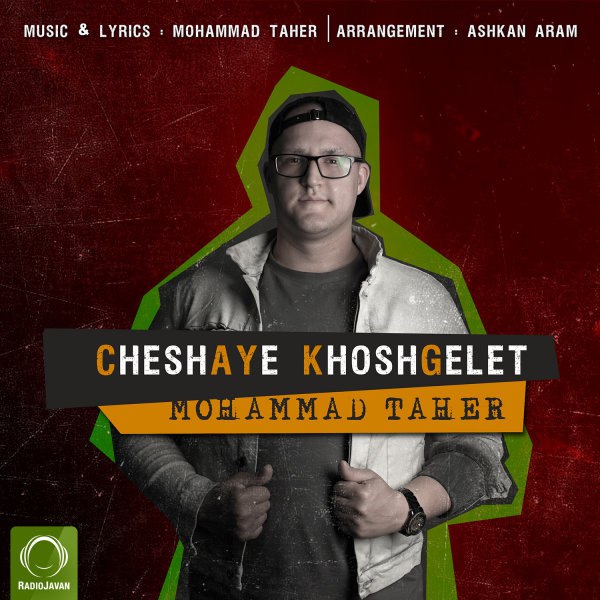 MUSIC & LYRICS : MOHAMMAD TAHER | ARRANGEMENT : ASHKAN ARAM
CHESHAYE KHOSHGELET
MOHAMMAD TAHER
RADIOJAVAN